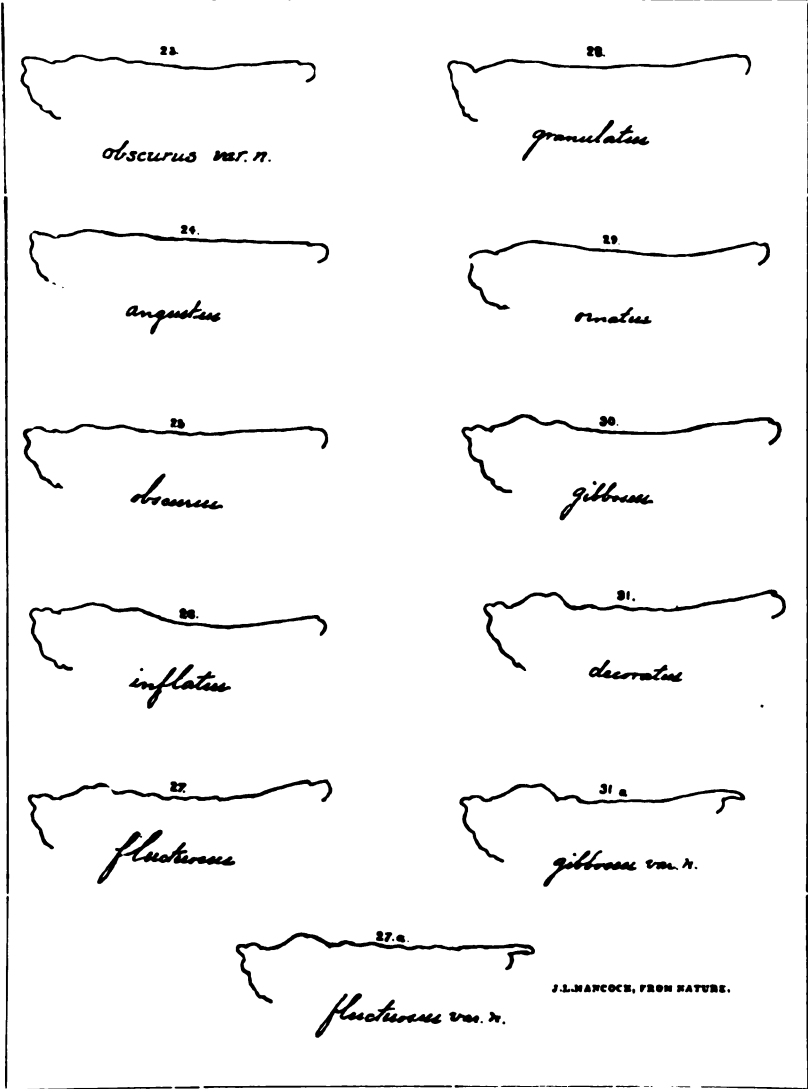 23.
obscurus var. n.
24.
angustus
25
obscurus
26.
inflatus
27.
fluctuosus
28.
granulatus
29.
ornatus
30.
gibbosus
31.
decoratus
31 a
gibbosus var. n.
27.a.
fluctuosus var. n.
J.L.HANCOCK, FROM NATURE.